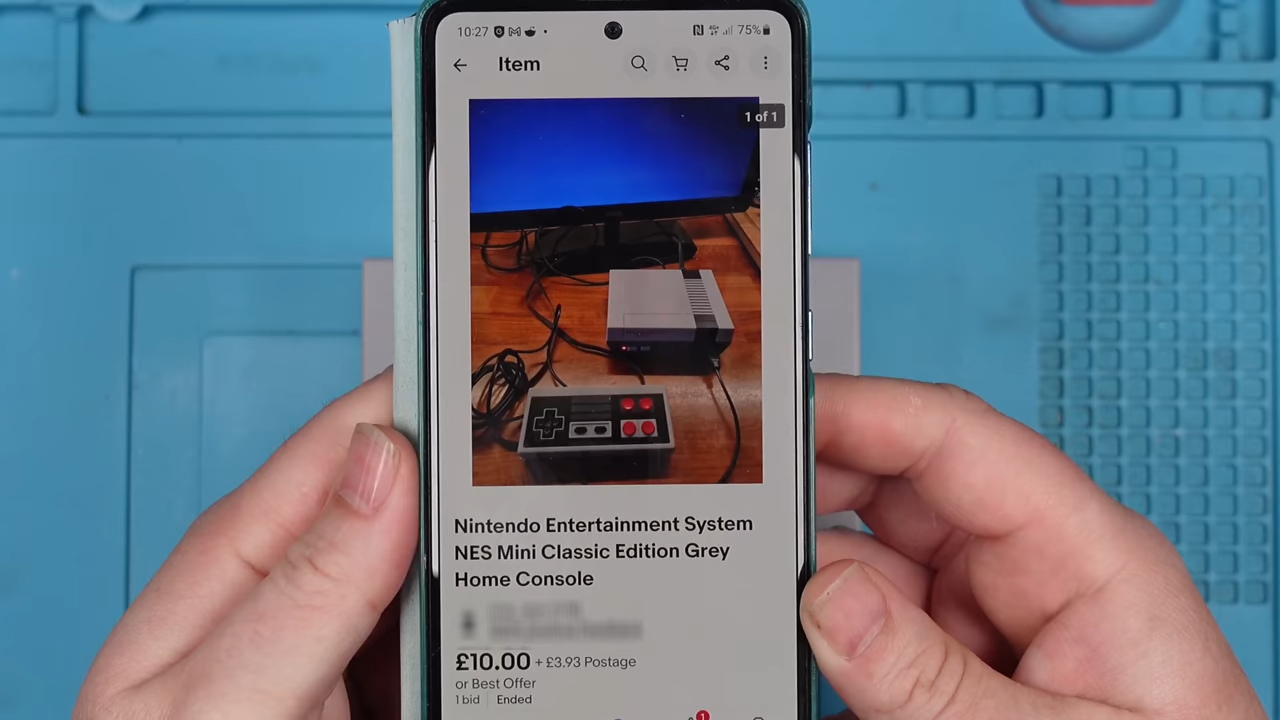 10:27
75%
Item
1 of 1
Nintendo Entertainment System
NES Mini Classic Edition Grey
Home Console
£10.00 + £3.93 Postage
or Best Offer
1 bid Ended
1